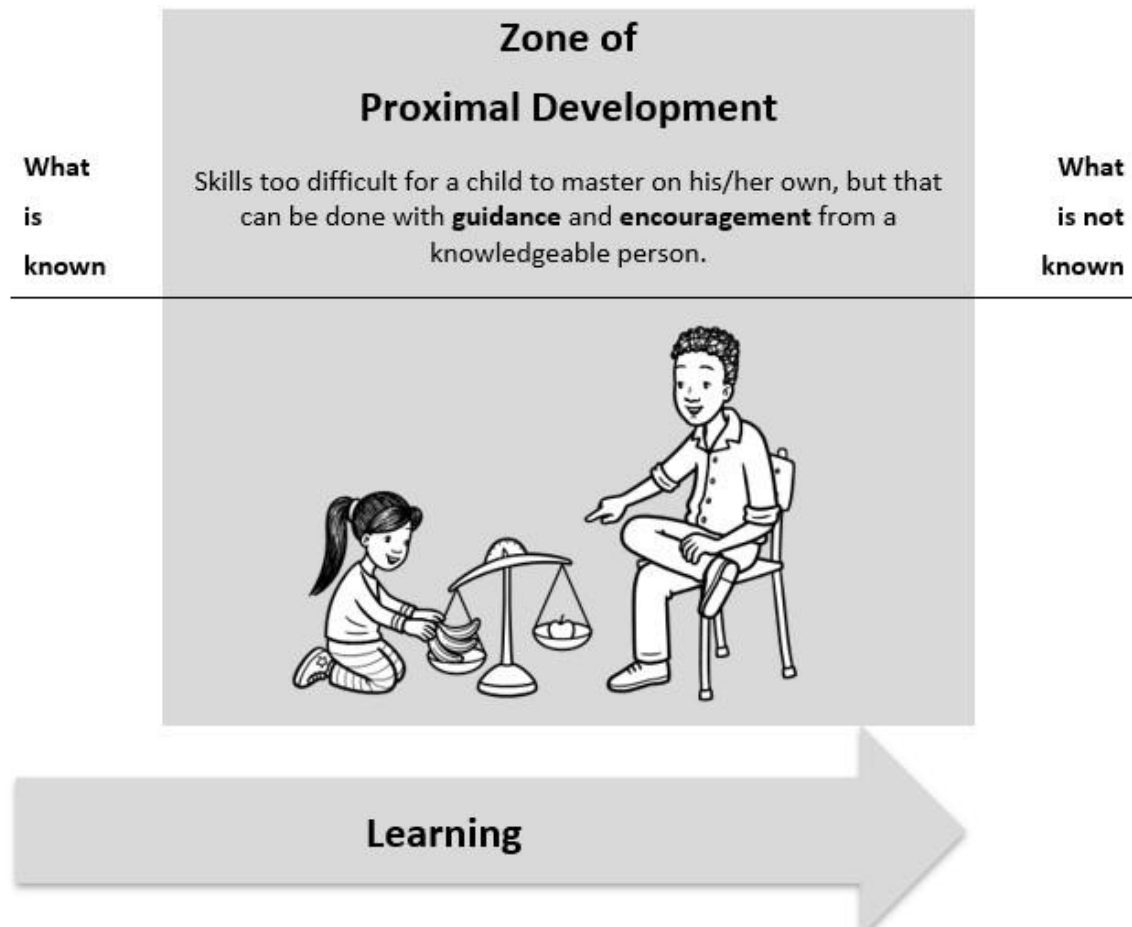 Zone of
Proximal Development
Skills too difficult for a child to master on his/her own, but that
can be done with guidance and encouragement from a
knowledgeable person.
What
is
known
What
is not
known
Learning